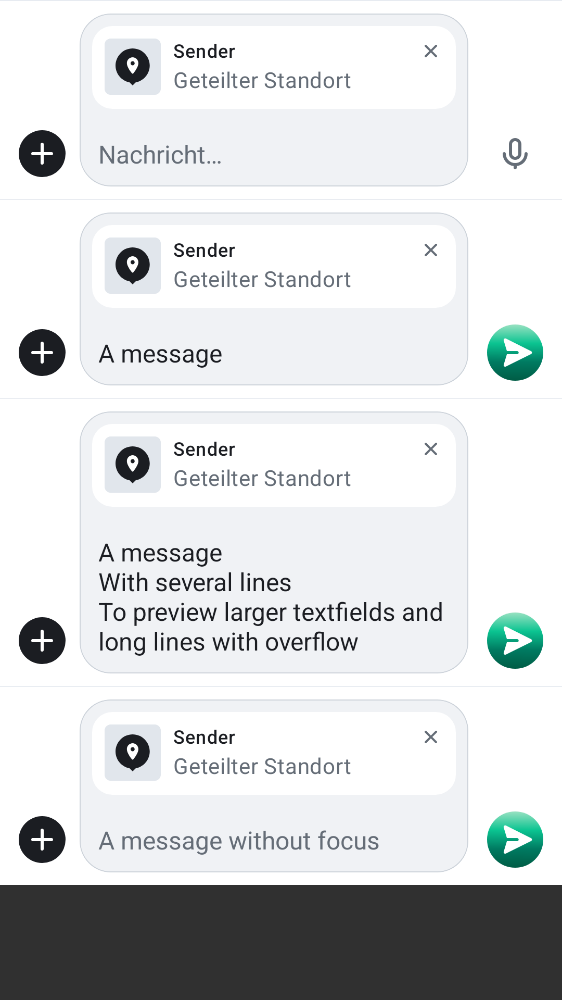 Sender
Geteilter Standort
Nachricht…
Sender
Geteilter Standort
A message
Sender
Geteilter Standort
A message
With several lines
To preview larger textfields and
long lines with overflow
Sender
Geteilter Standort
A message without focus